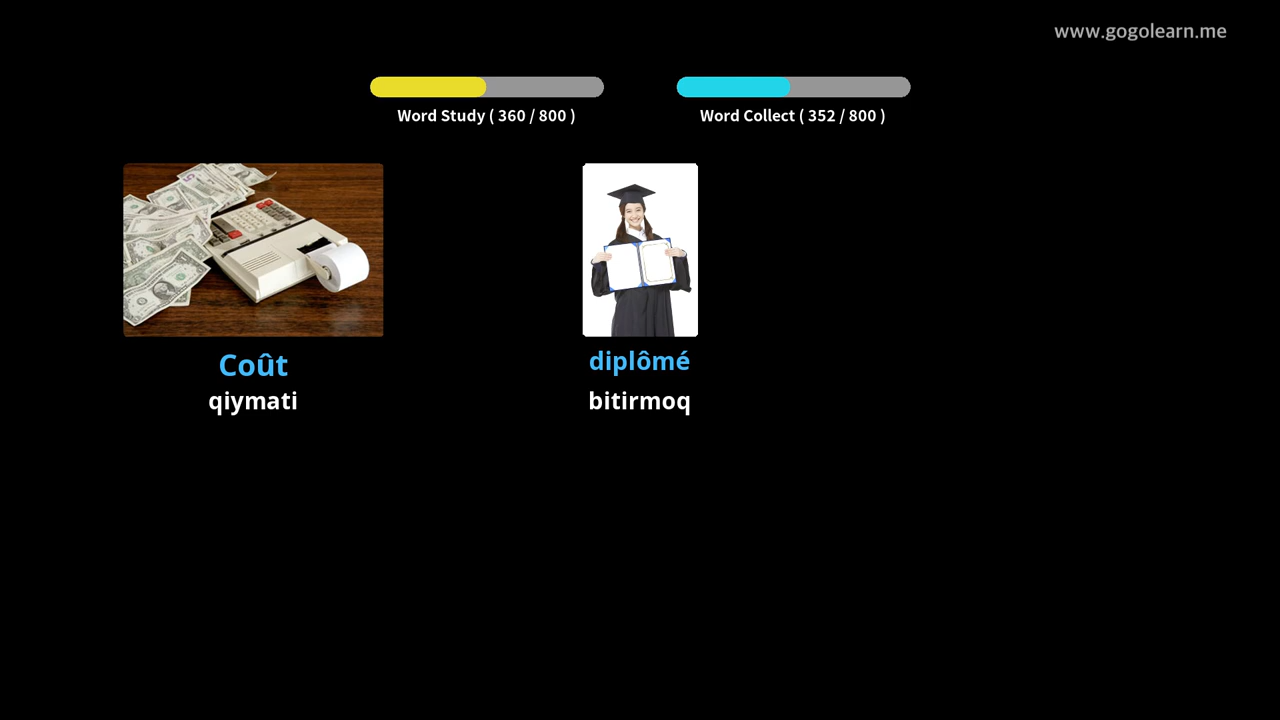 www.gogolearn.me
Word Study ( 360 / 800 )
Word Collect ( 352 / 800 )
Coût
qiymati
diplômé
bitirmoq